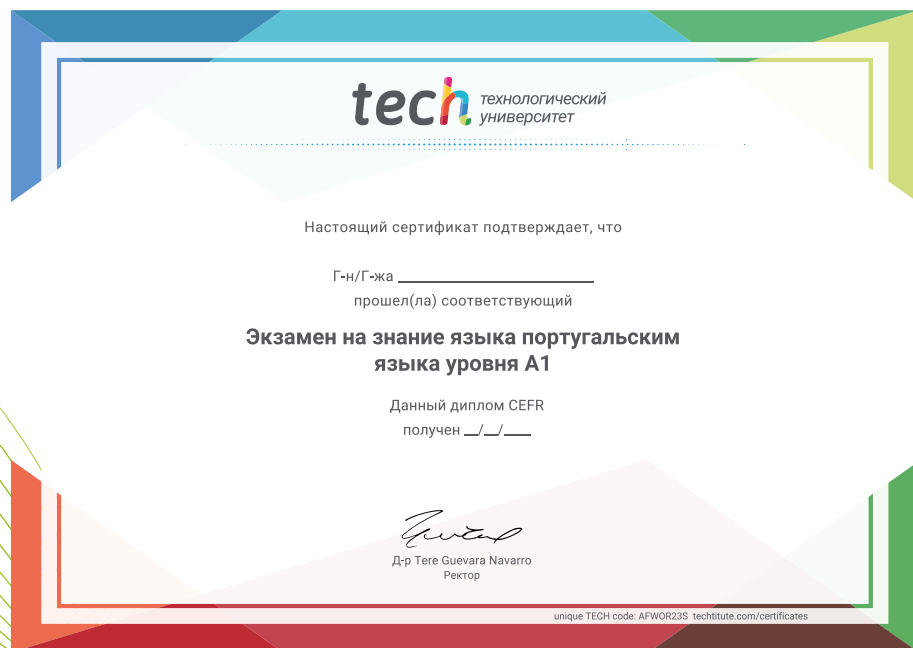 tech технологический
университет
Настоящий сертификат подтверждает, что
Г-н/Г-жа
прошел(ла) соответствующий
Экзамен на знание языка португальским
языка уровня A1
Данный диплом CEFR
получен __/__/____
Д-р Tere Guevara Navarro
Ректор
unique TECH code: AFWOR23S techtitute.com/certificates